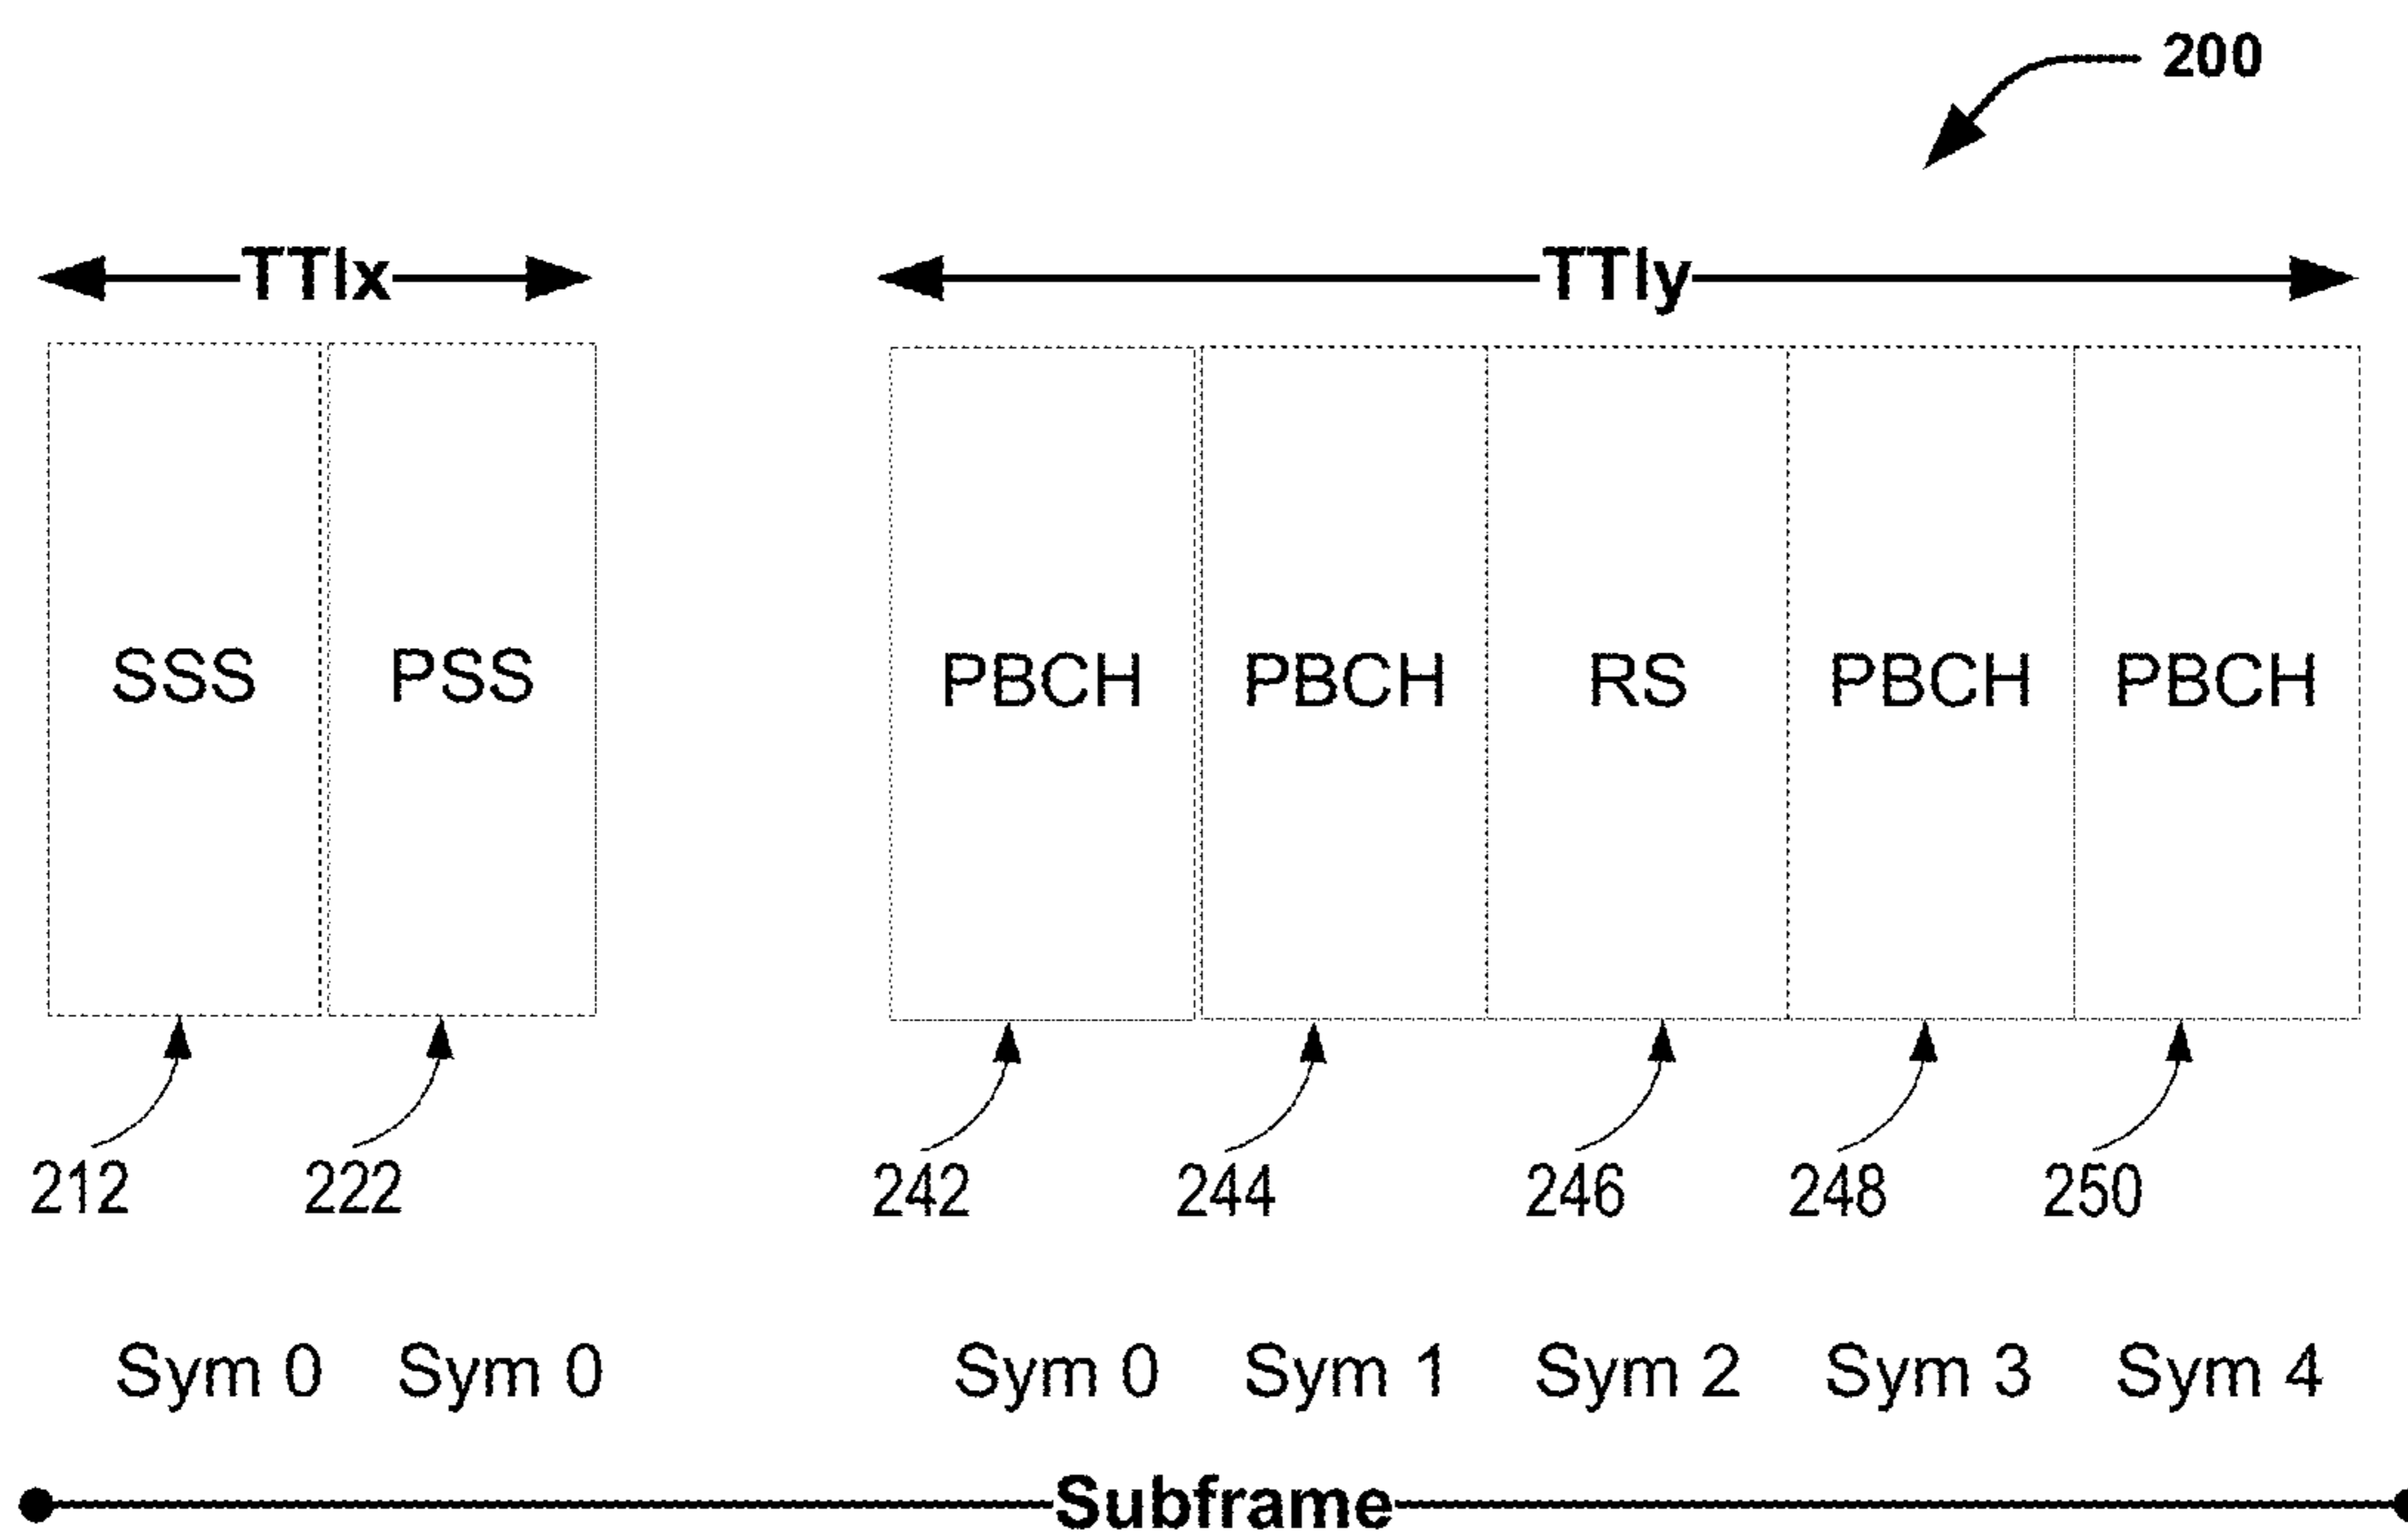 200
TTIx TTIy
SSS PSS PBCH PBCH RS PBCH PBCH
212 222 242 244 246 248 250
Sym 0 Sym 0 Sym 0 Sym 1 Sym 2 Sym 3 Sym 4
Subframe